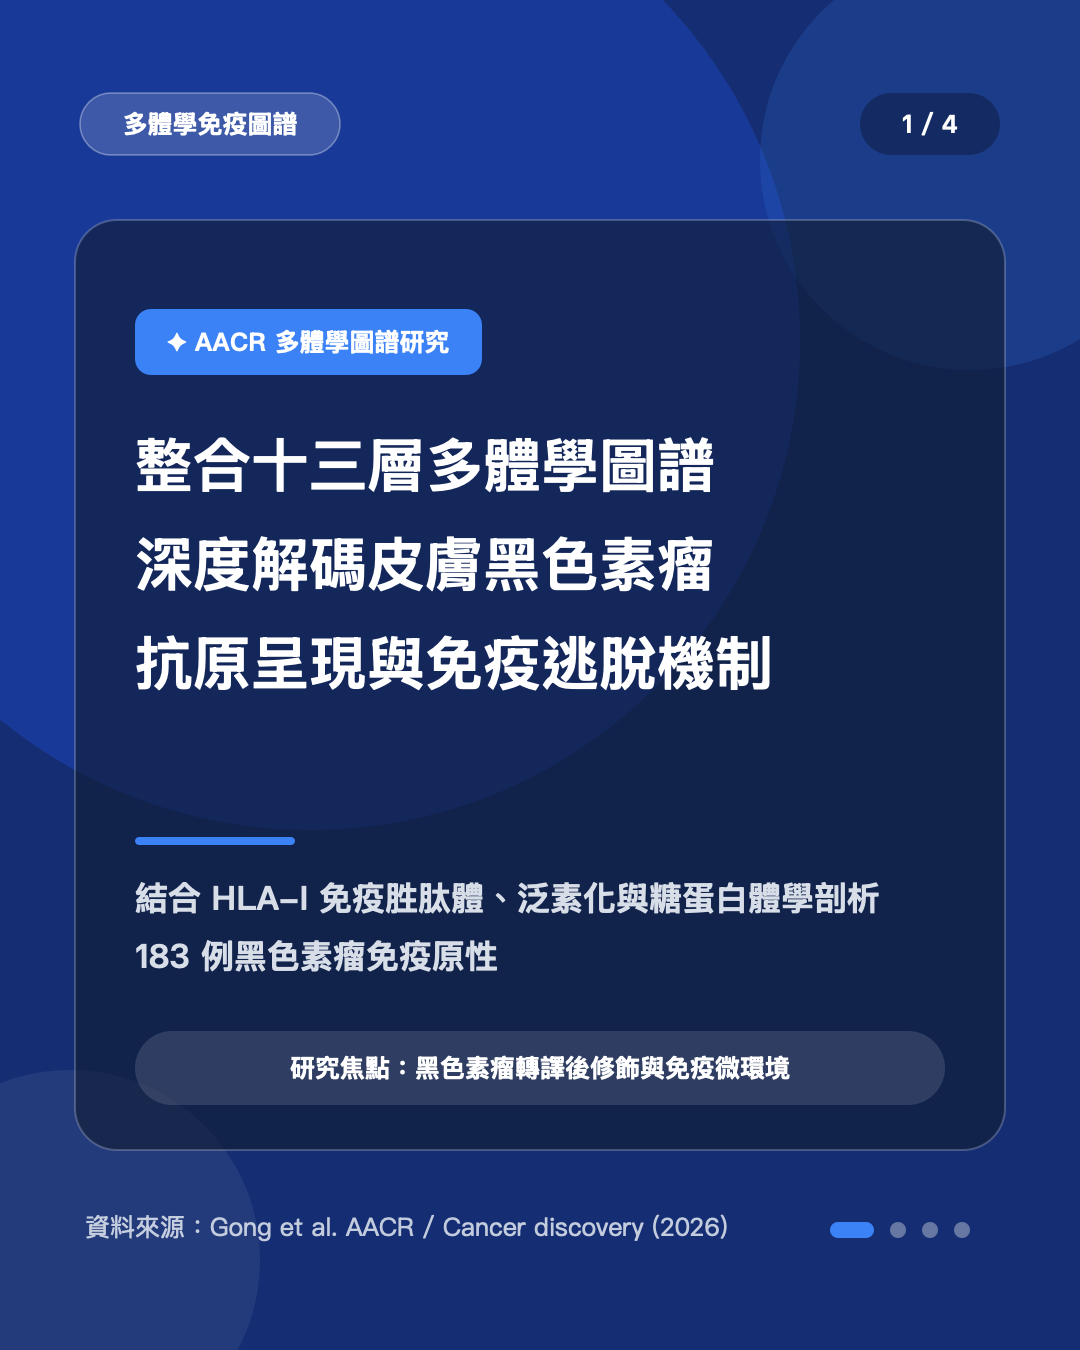 多體學免疫圖譜
1 / 4
✦ AACR 多體學圖譜研究
整合十三層多體學圖譜
深度解碼皮膚黑色素瘤
抗原呈現與免疫逃脫機制
結合 HLA-I 免疫胜肽體、泛素化與糖蛋白體學剖析
183 例黑色素瘤免疫原性
研究焦點：黑色素瘤轉譯後修飾與免疫微環境
資料來源：Gong et al. AACR / Cancer discovery (2026)